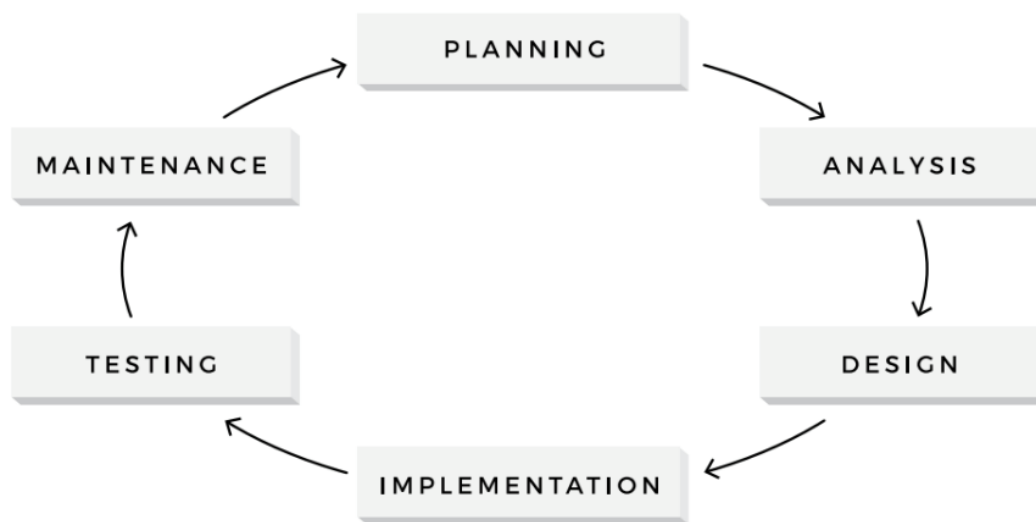 PLANNING
MAINTENANCE
ANALYSIS
TESTING
DESIGN
IMPLEMENTATION